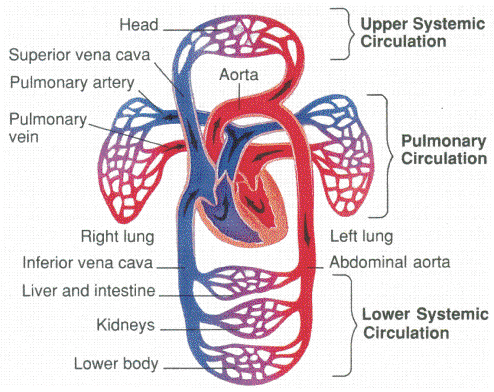 Head
Upper Systemic
Circulation
Superior vena cava
Aorta
Pulmonary artery
Pulmonary
vein
Pulmonary
Circulation
Right lung
Left lung
Inferior vena cava
Abdominal aorta
Liver and intestine
Lower Systemic
Circulation
Kidneys
Lower body